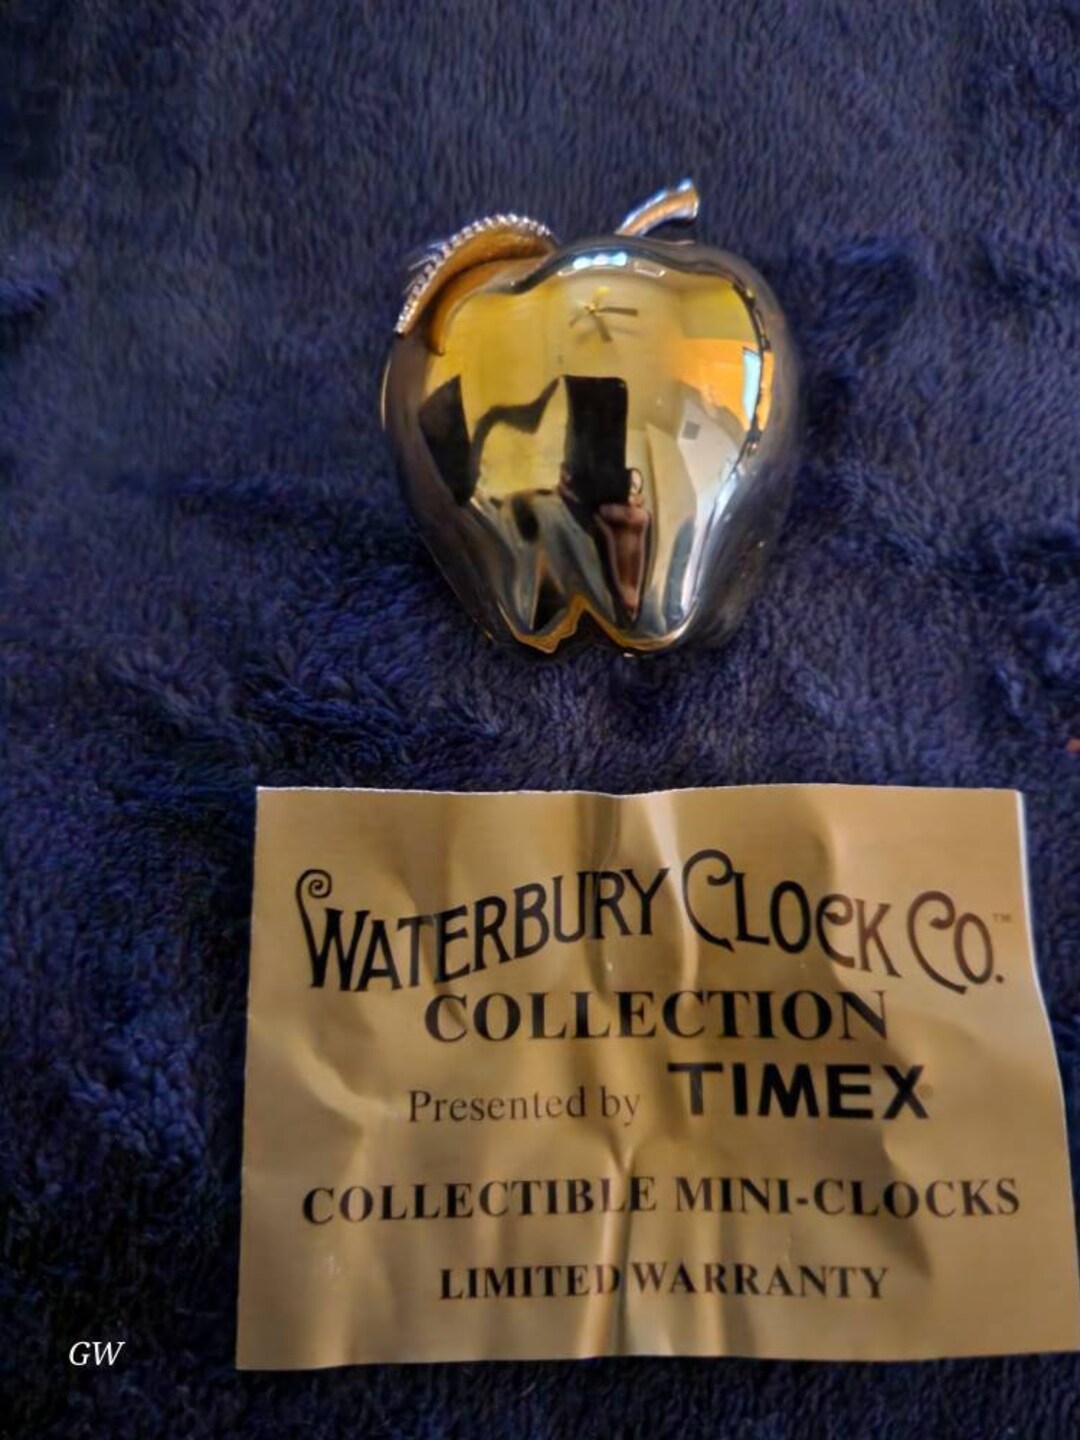 WATERBURY CLOCK CO.™
COLLECTION
Presented by TIMEX®
COLLECTIBLE MINI-CLOCKS
LIMITED WARRANTY
GW